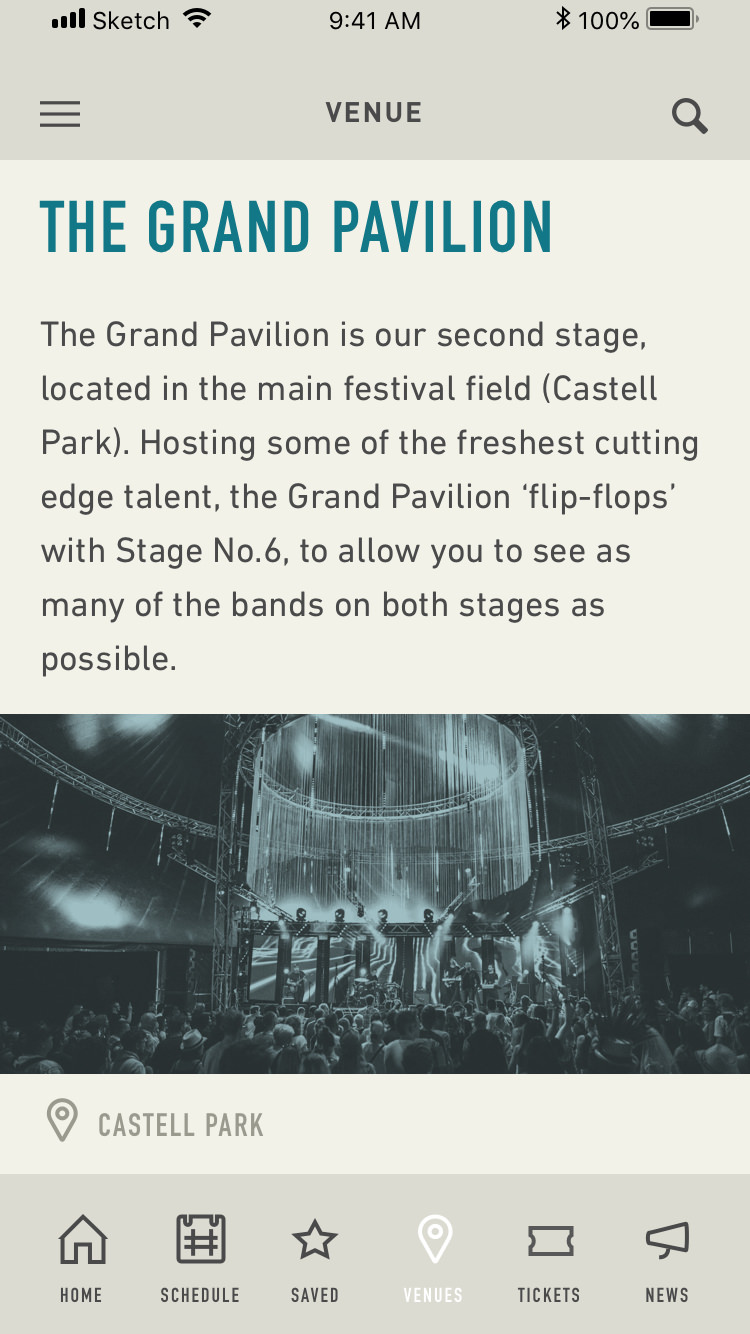 Sketch 9:41 AM 100%
VENUE
THE GRAND PAVILION
The Grand Pavilion is our second stage,
located in the main festival field (Castell
Park). Hosting some of the freshest cutting
edge talent, the Grand Pavilion ‘flip-flops’
with Stage No.6, to allow you to see as
many of the bands on both stages as
possible.
CASTELL PARK
HOME SCHEDULE SAVED VENUES TICKETS NEWS